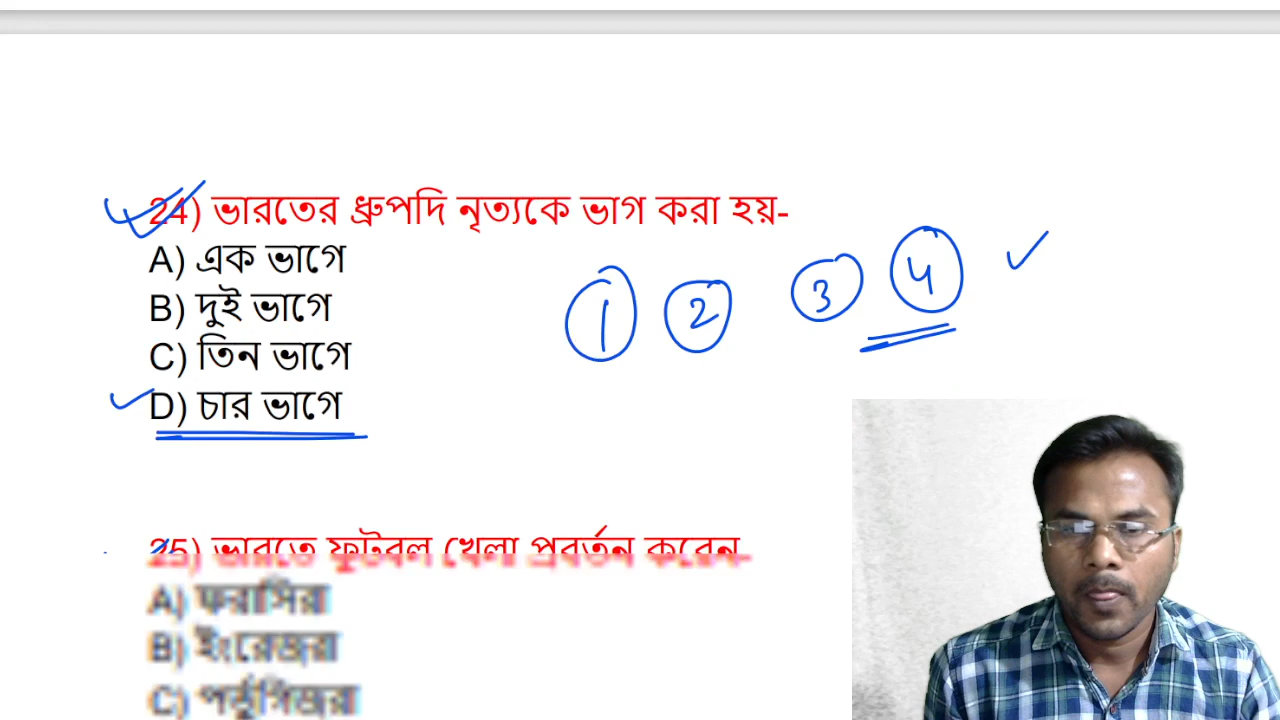 24) ভারতের ধ্রুপদি নৃত্যকে ভাগ করা হয়-
A) এক ভাগে
B) দুই ভাগে
C) তিন ভাগে
D) চার ভাগে
1 2 3 4
25) ভারতে ফুটবল খেলা প্রবর্তন করেন-
A) ফরাসিরা
B) ইংরেজরা
C) পর্তুগিজরা